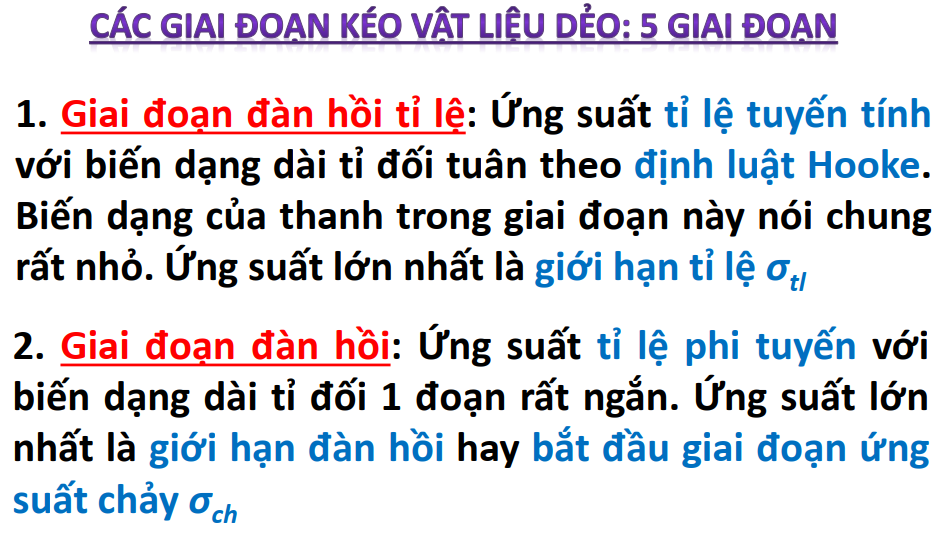 CÁC GIAI ĐOẠN KÉO VẬT LIỆU DẺO: 5 GIAI ĐOẠN
1. Giai đoạn đàn hồi tỉ lệ: Ứng suất tỉ lệ tuyến tính
với biến dạng dài tỉ đối tuân theo định luật Hooke.
Biến dạng của thanh trong giai đoạn này nói chung
rất nhỏ. Ứng suất lớn nhất là giới hạn tỉ lệ σtl
2. Giai đoạn đàn hồi: Ứng suất tỉ lệ phi tuyến với
biến dạng dài tỉ đối 1 đoạn rất ngắn. Ứng suất lớn
nhất là giới hạn đàn hồi hay bắt đầu giai đoạn ứng
suất chảy σch